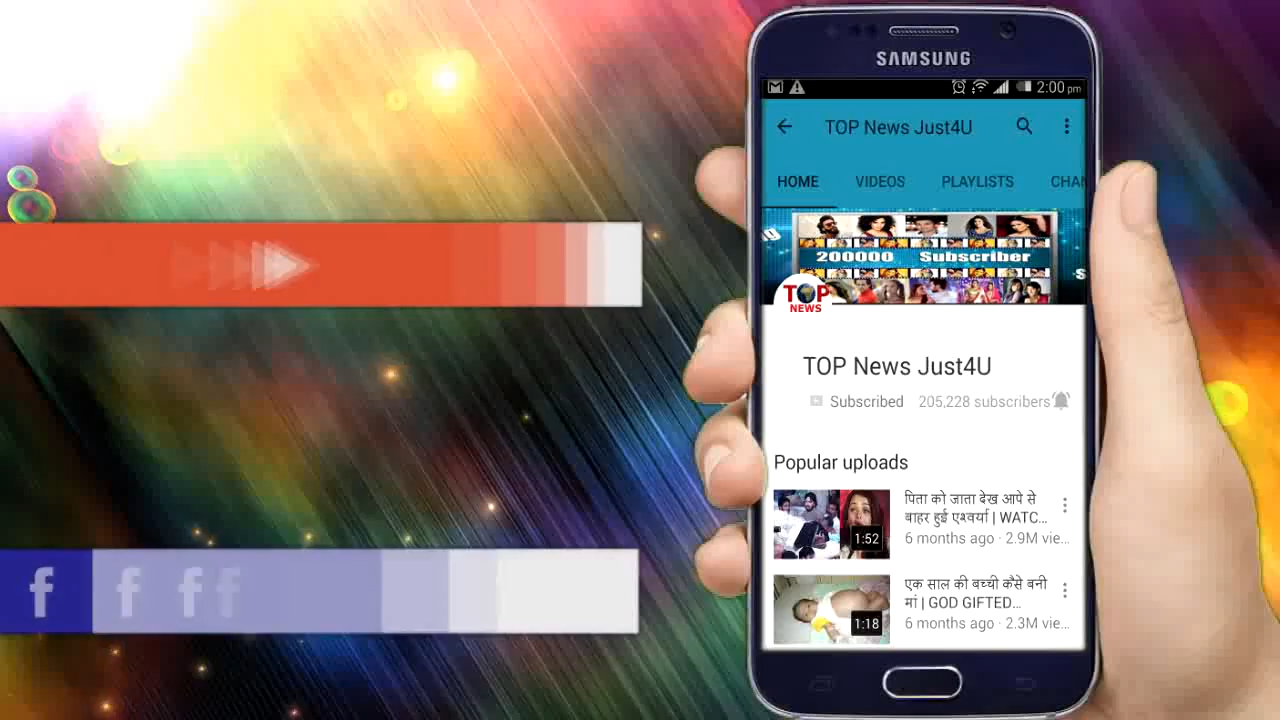 SAMSUNG
2:00 pm
TOP News Just4U
HOME VIDEOS PLAYLISTS CHAN
200000 Subscriber
TOP
NEWS
TOP News Just4U
Subscribed 205,228 subscribers
Popular uploads
पिता को जाता देख आपे से
बाहर हुई एश्वर्या | WATC...
1:52
6 months ago · 2.9M vie...
एक साल की बच्ची कैसे बनी
मां | GOD GIFTED...
1:18
6 months ago · 2.3M vie...
f f f f